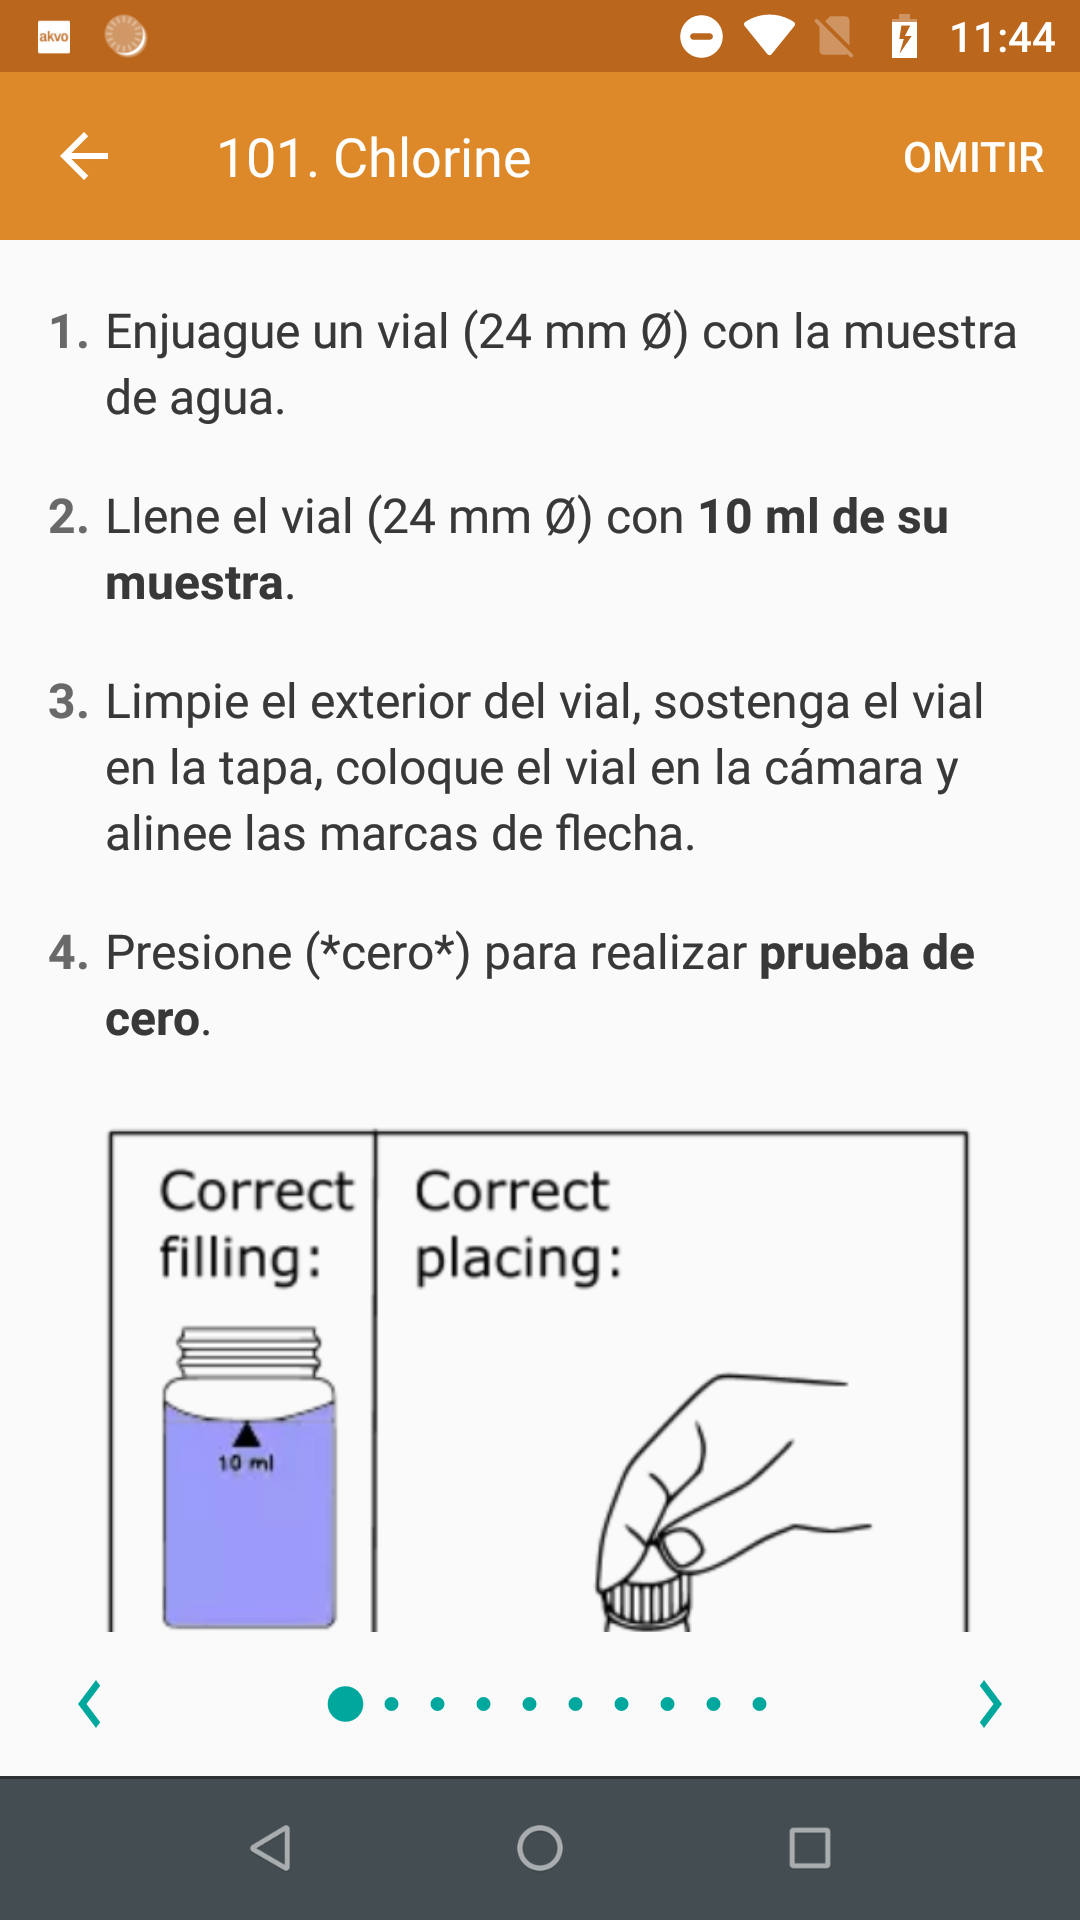 akvo
11:44
101. Chlorine
OMITIR
1. Enjuague un vial (24 mm Ø) con la muestra
de agua.
2. Llene el vial (24 mm Ø) con 10 ml de su
muestra.
3. Limpie el exterior del vial, sostenga el vial
en la tapa, coloque el vial en la cámara y
alinee las marcas de flecha.
4. Presione (*cero*) para realizar prueba de
cero.
Correct
filling:
10 ml
Correct
placing: